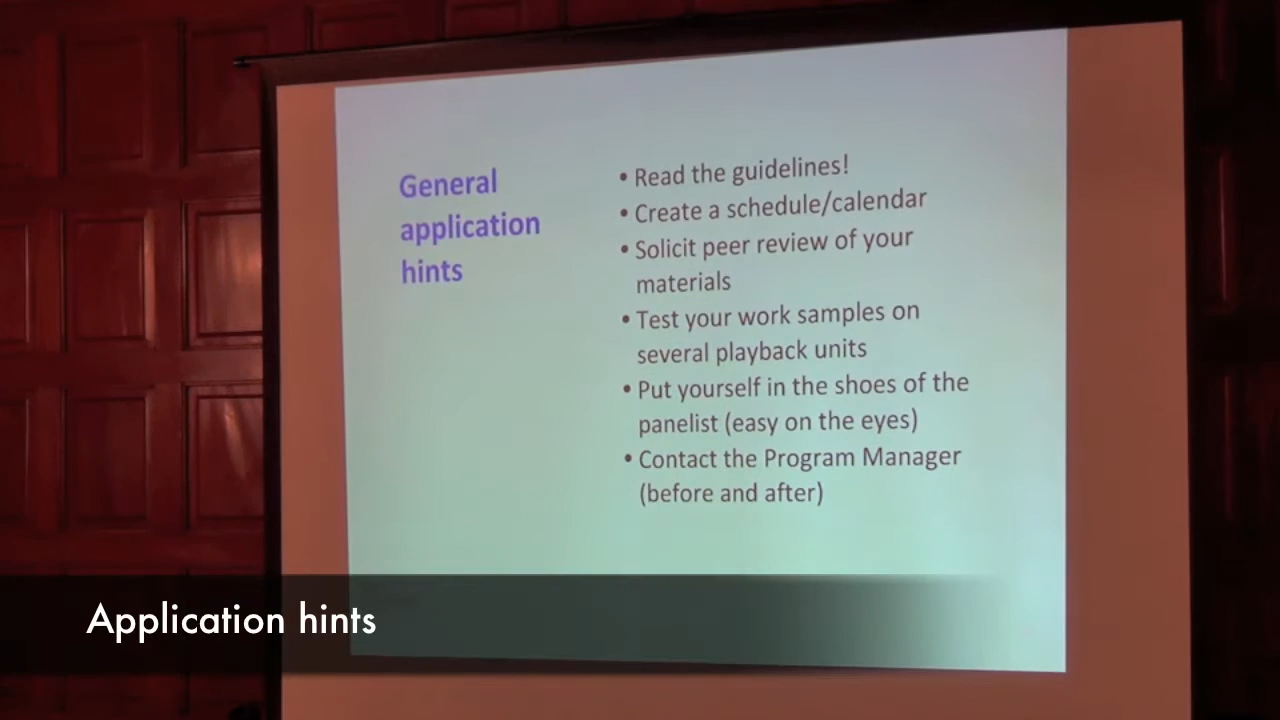 General
application
hints
• Read the guidelines!
• Create a schedule/calendar
• Solicit peer review of your
materials
• Test your work samples on
several playback units
• Put yourself in the shoes of the
panelist (easy on the eyes)
• Contact the Program Manager
(before and after)
Application hints